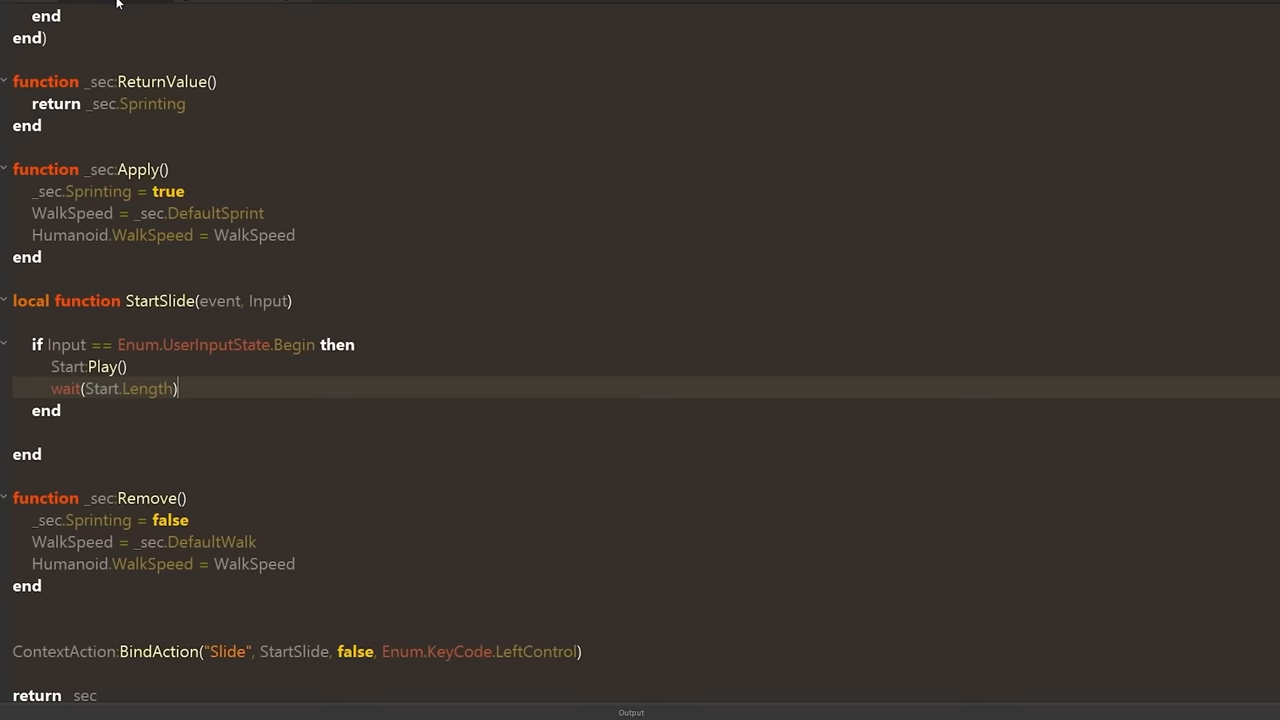 end
end)
function _sec:ReturnValue()
return _sec.Sprinting
end
function _sec:Apply()
_sec.Sprinting = true
WalkSpeed = _sec.DefaultSprint
Humanoid.WalkSpeed = WalkSpeed
end
local function StartSlide(event, Input)
if Input == Enum.UserInputState.Begin then
Start:Play()
wait(Start.Length)
end
end
function _sec:Remove()
_sec.Sprinting = false
WalkSpeed = _sec.DefaultWalk
Humanoid.WalkSpeed = WalkSpeed
end
ContextAction:BindAction("Slide", StartSlide, false, Enum.KeyCode.LeftControl)
return _sec
Output